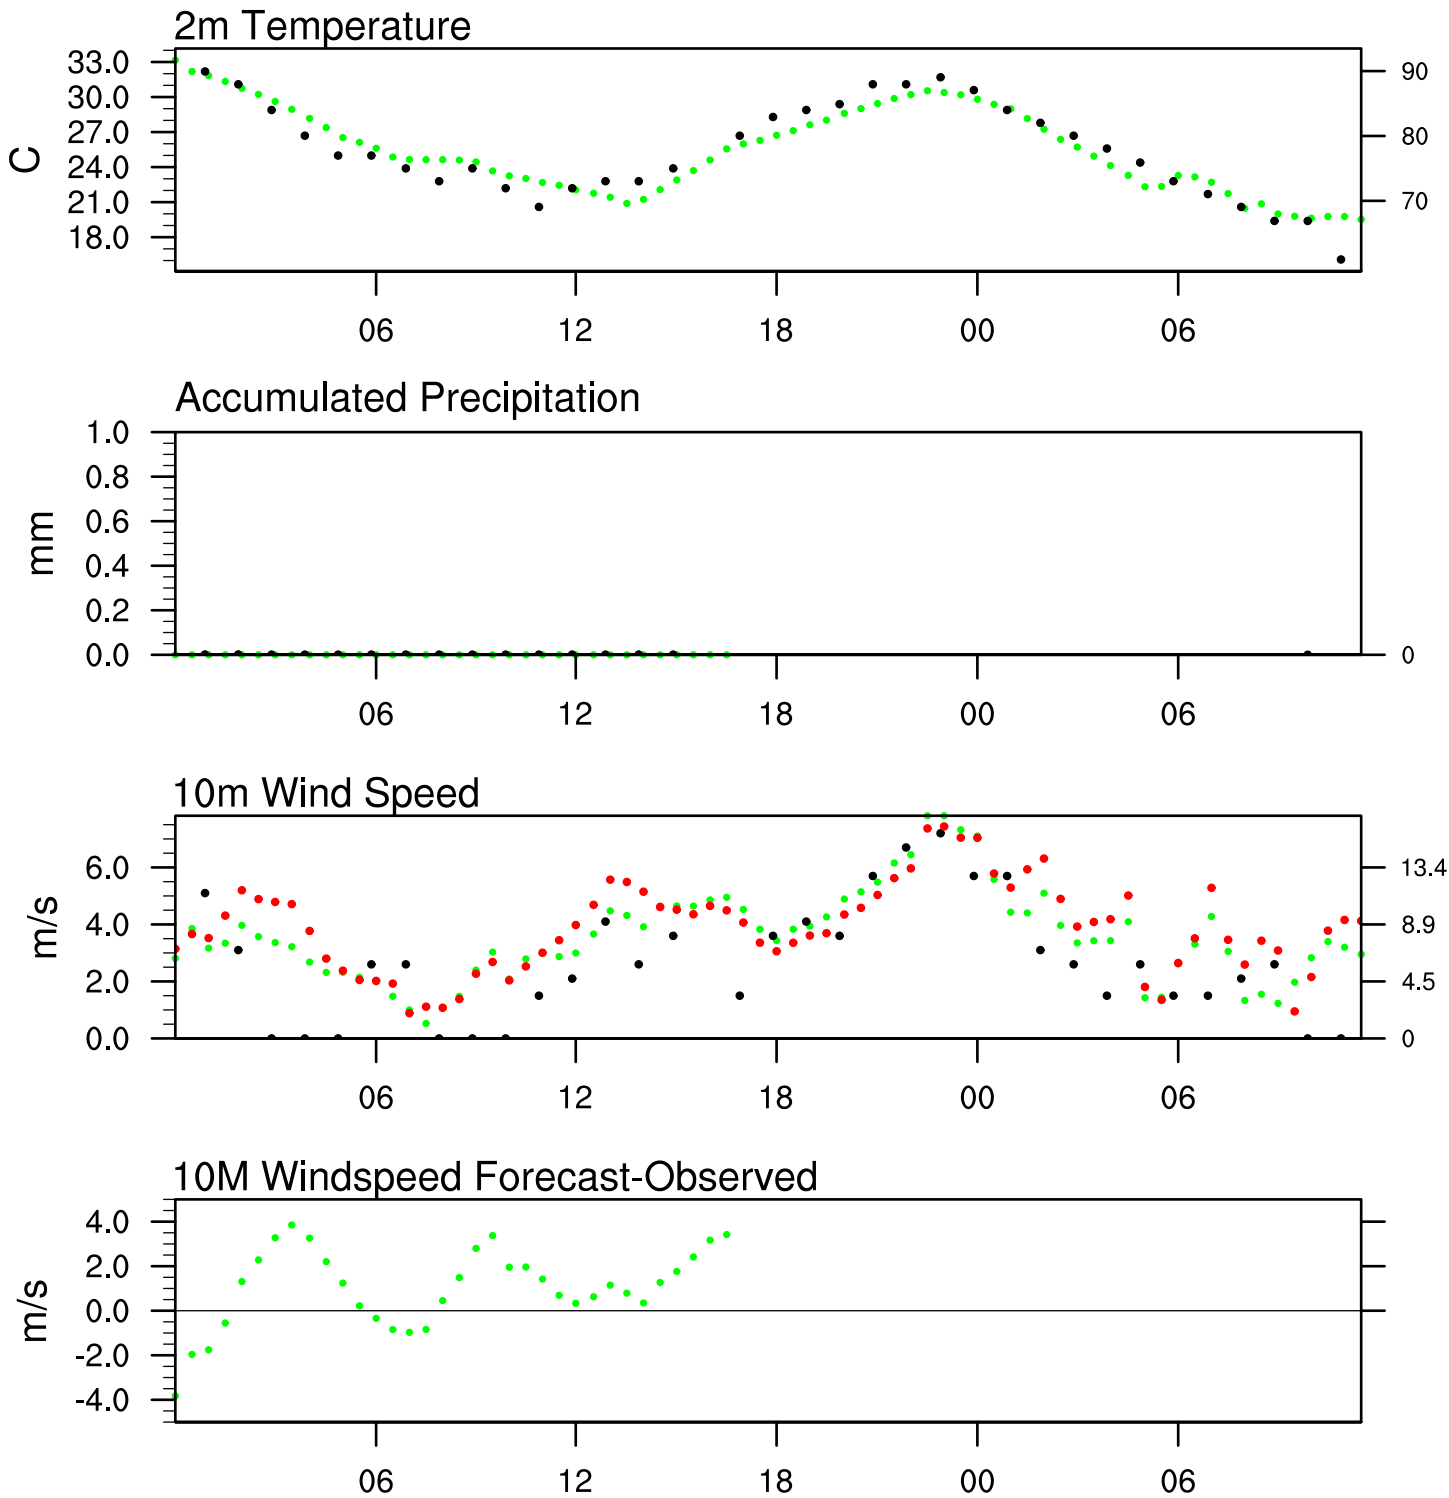 2m Temperature
33.0
30.0
27.0
24.0
21.0
18.0
C
90
80
70
06 12 18 00 06
Accumulated Precipitation
1.0
0.8
0.6
0.4
0.2
0.0
mm
0
06 12 18 00 06
10m Wind Speed
6.0
4.0
2.0
0.0
m/s
13.4
8.9
4.5
0
06 12 18 00 06
10M Windspeed Forecast-Observed
4.0
2.0
0.0
-2.0
-4.0
m/s
06 12 18 00 06